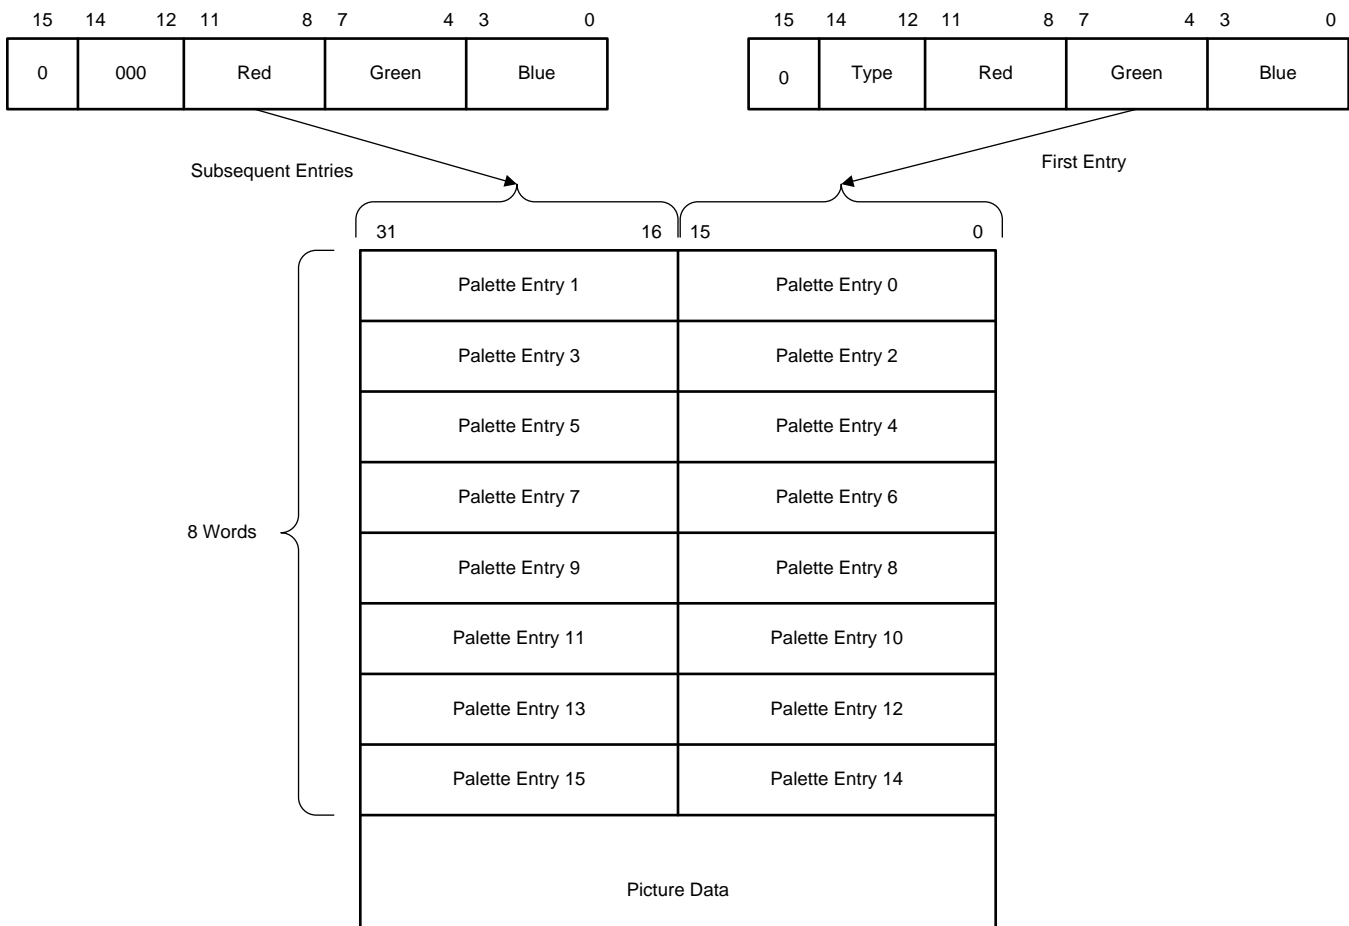 15 14 12 11 8 7 4 3 0
0 000 Red Green Blue
15 14 12 11 8 7 4 3 0
0 Type Red Green Blue
Subsequent Entries
First Entry
31 16 15 0
Palette Entry 1 Palette Entry 0
Palette Entry 3 Palette Entry 2
Palette Entry 5 Palette Entry 4
Palette Entry 7 Palette Entry 6
8 Words
Palette Entry 9 Palette Entry 8
Palette Entry 11 Palette Entry 10
Palette Entry 13 Palette Entry 12
Palette Entry 15 Palette Entry 14
Picture Data